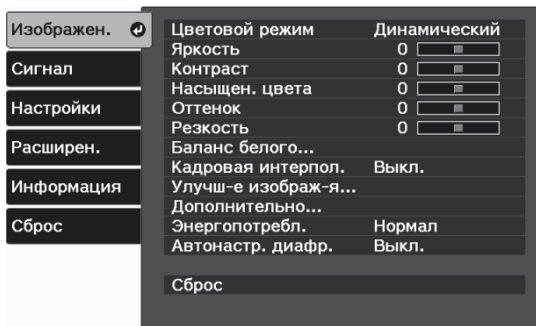 Изображен.
Сигнал
Настройки
Расширен.
Информация
Сброс
Цветовой режим Динамический
Яркость 0
Контраст 0
Насыщен. цвета 0
Оттенок 0
Резкость 0
Баланс белого...
Кадровая интерпол. Выкл.
Улучш-е изображ-я...
Дополнительно...
Энергопотребл. Нормал
Автонастр. диафр. Выкл.
Сброс